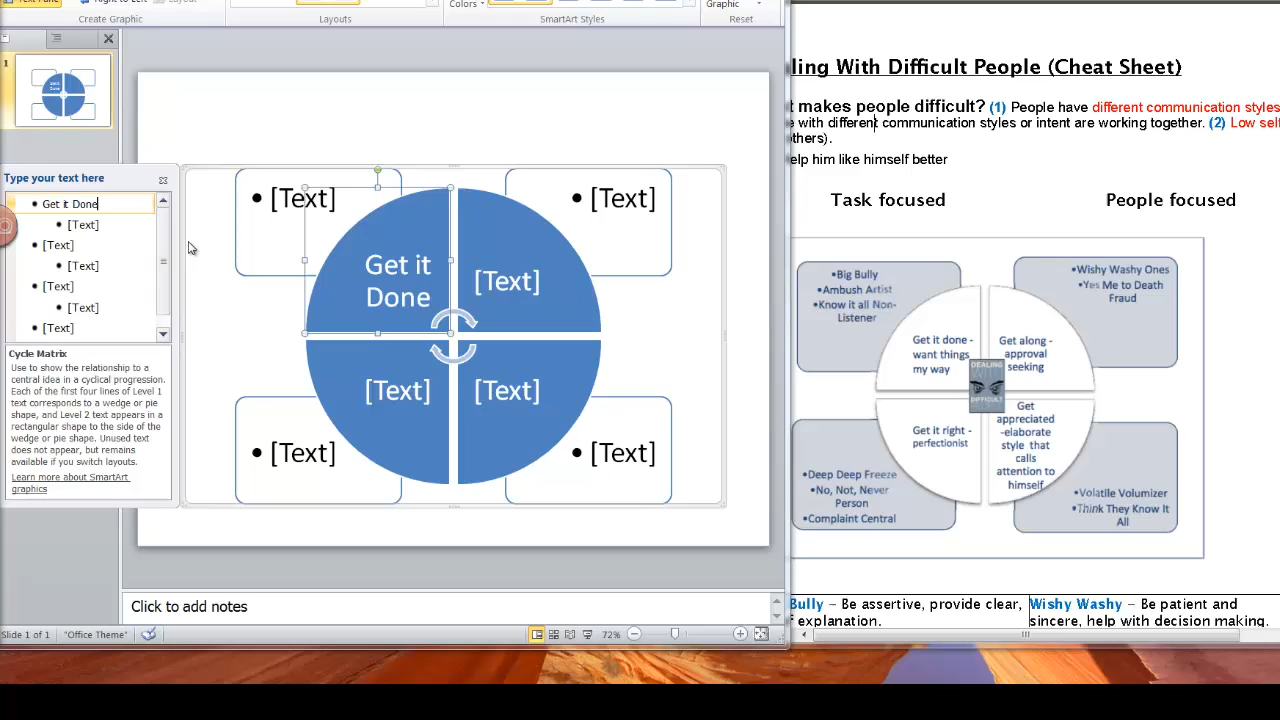 Text Pane
Right to Left
Layout
Create Graphic
Layouts
Colors
SmartArt Styles
Graphic
Reset
1
Type your text here
• Get it Done
• [Text]
• [Text]
• [Text]
• [Text]
• [Text]
• [Text]
Cycle Matrix
Use to show the relationship to a
central idea in a cyclical progression.
Each of the first four lines of Level 1
text corresponds to a wedge or pie
shape, and Level 2 text appears in a
rectangular shape to the side of the
wedge or pie shape. Unused text
does not appear, but remains
available if you switch layouts.
Learn more about SmartArt
graphics
• [Text]
• [Text]
Get it
Done
[Text]
[Text]
[Text]
• [Text]
• [Text]
Click to add notes
Slide 1 of 1
"Office Theme"
72%
ling With Difficult People (Cheat Sheet)
t makes people difficult? (1) People have different communication styles
e with different communication styles or intent are working together. (2) Low self
others).
help him like himself better
Task focused
People focused
•Big Bully
•Ambush Artist
•Know it all Non-
Listener
•Wishy Washy Ones
•Yes Me to Death
Fraud
Get it done -
want things
my way
Get along -
approval
seeking
DEALING
WITH
DIFFICULT
Get it right -
perfectionist
Get
appreciated
-elaborate
style that
calls
attention to
himself
•Deep Deep Freeze
•No, Not, Never
Person
•Complaint Central
•Volatile Volumizer
•Think They Know It
All
Bully – Be assertive, provide clear,
f explanation.
Wishy Washy – Be patient and
sincere, help with decision making.